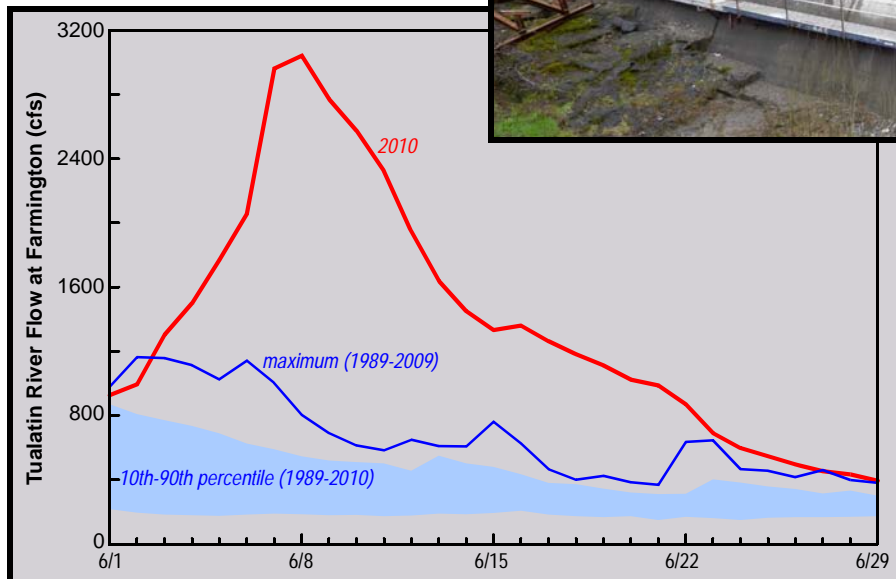 3200
2400
1600
800
0
Tualatin River Flow at Farmington (cfs)
2010
maximum (1989-2009)
10th-90th percentile (1989-2010)
6/1 6/8 6/15 6/22 6/29